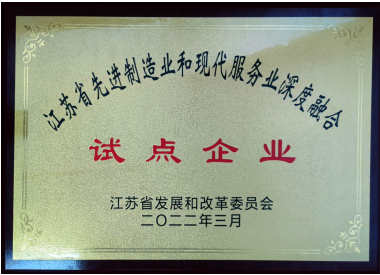 江苏省先进制造业和现代服务业深度融合
试点企业
江苏省发展和改革委员会
二〇二二年三月